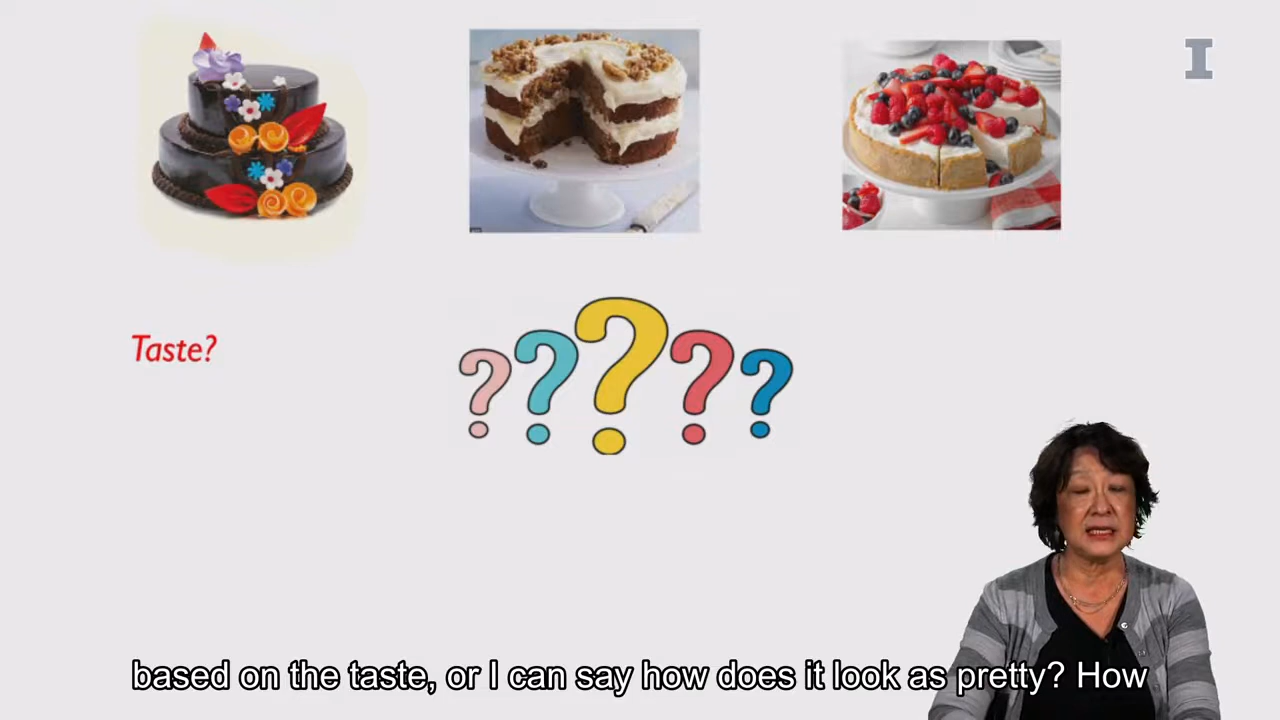 I
Taste?
? ? ? ? ?
based on the taste, or I can say how does it look as pretty? How